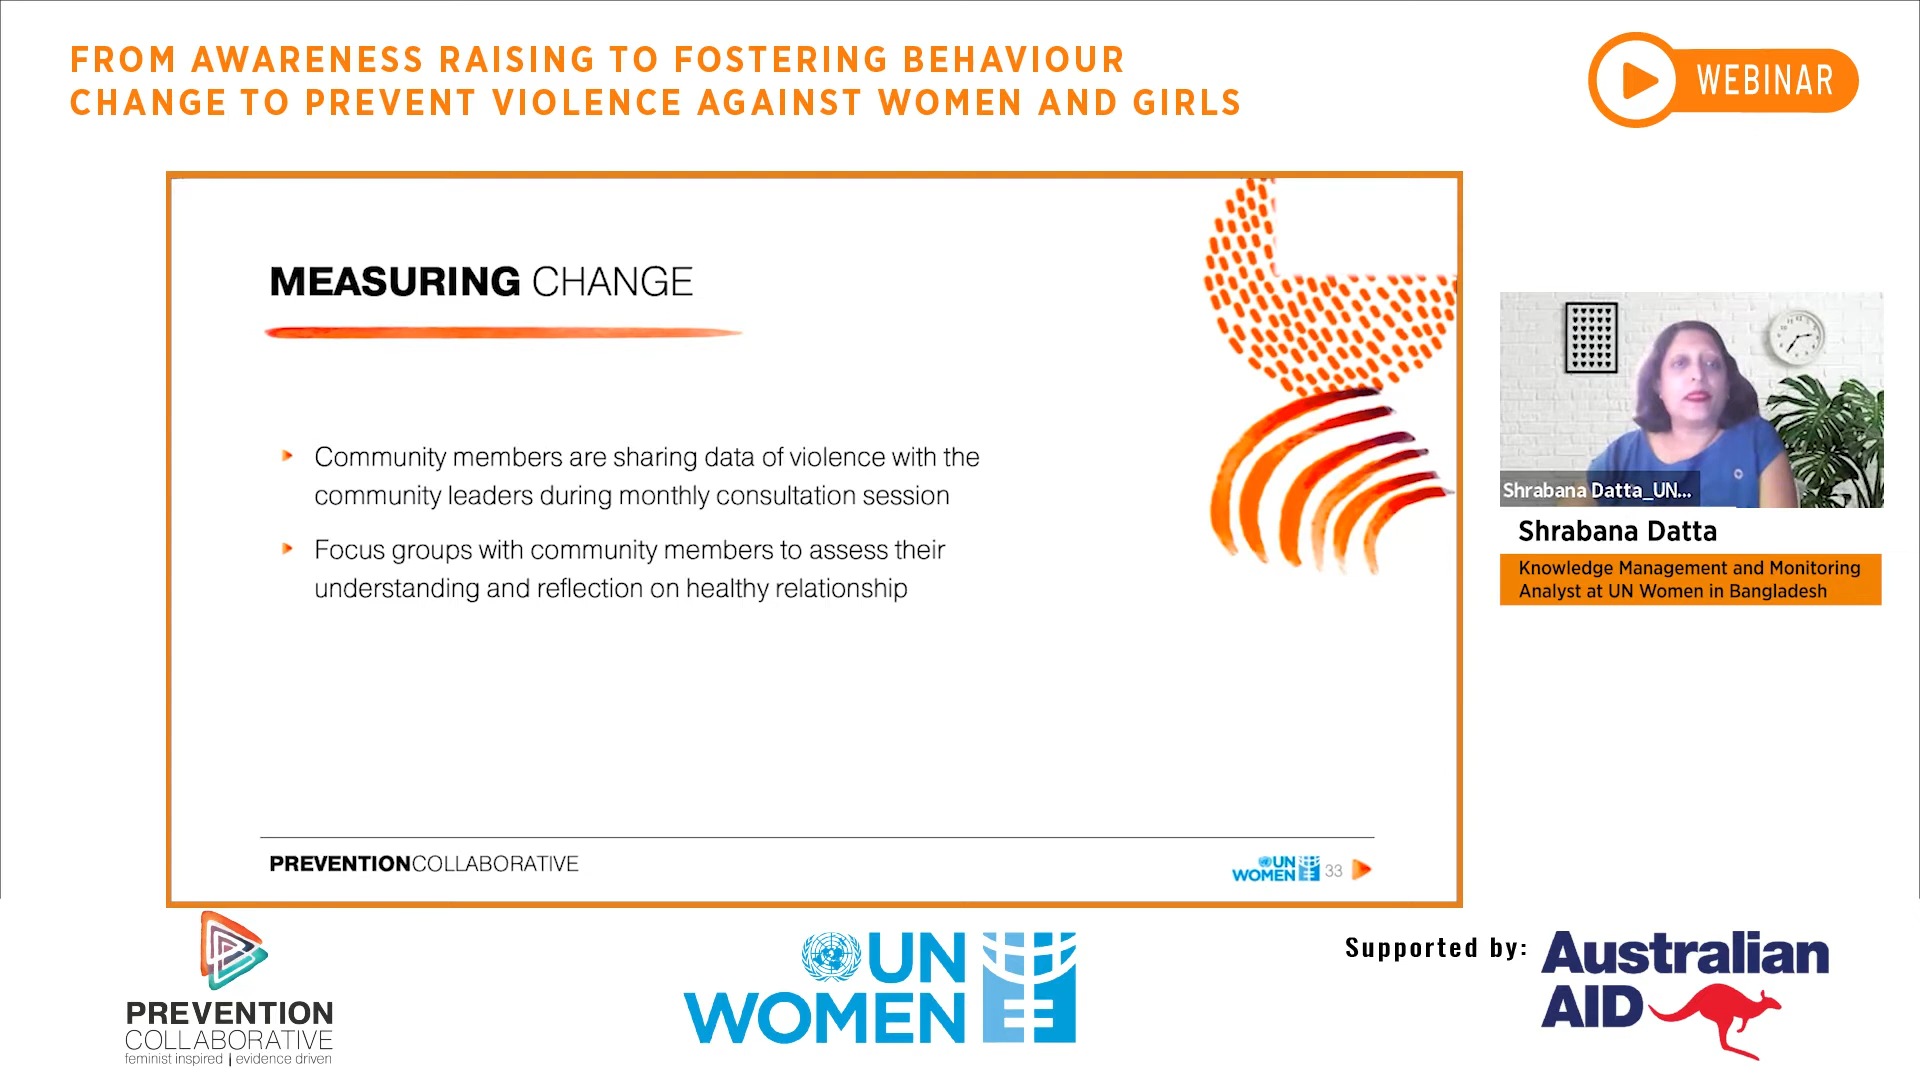 FROM AWARENESS RAISING TO FOSTERING BEHAVIOUR
CHANGE TO PREVENT VIOLENCE AGAINST WOMEN AND GIRLS
WEBINAR
MEASURING CHANGE
Community members are sharing data of violence with the
community leaders during monthly consultation session
Focus groups with community members to assess their
understanding and reflection on healthy relationship
PREVENTIONCOLLABORATIVE
UN
WOMEN
33
Shrabana Datta_UN...
Shrabana Datta
Knowledge Management and Monitoring
Analyst at UN Women in Bangladesh
PREVENTION
COLLABORATIVE
feminist inspired | evidence driven
UN
WOMEN
Supported by:
Australian
AID